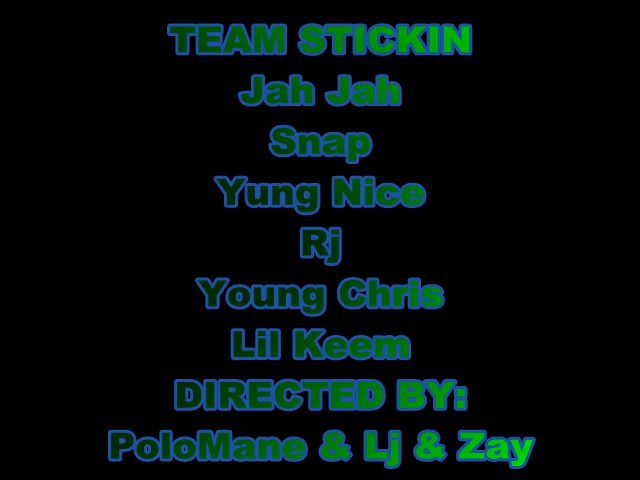 TEAM STICKIN
Jah Jah
Snap
Yung Nice
Rj
Young Chris
Lil Keem
DIRECTED BY:
PoloMane & Lj & Zay